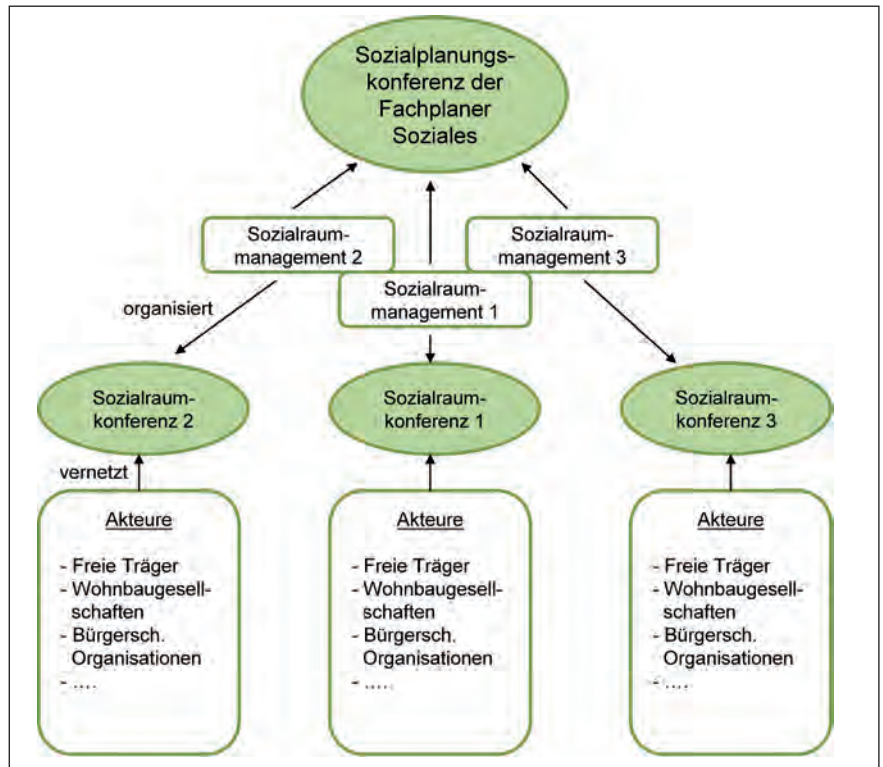 Sozialplanungs-
konferenz der
Fachplaner
Soziales
Sozialraum-
management 2
Sozialraum-
management 3
Sozialraum-
management 1
organisiert
Sozialraum-
konferenz 2
Sozialraum-
konferenz 1
Sozialraum-
konferenz 3
vernetzt
Akteure
- Freie Träger
- Wohnbaugesell-
schaften
- Bürgersch.
Organisationen
- ….
Akteure
- Freie Träger
- Wohnbaugesell-
schaften
- Bürgersch.
Organisationen
- …..
Akteure
- Freie Träger
- Wohnbaugesell-
schaften
- Bürgersch.
Organisationen
- ….